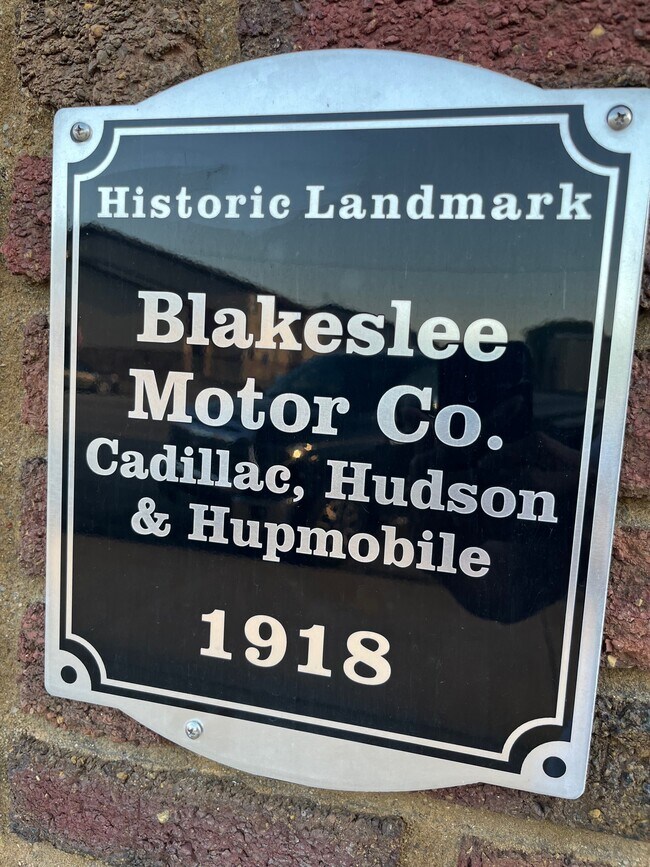 Historic Landmark
Blakeslee
Motor Co.
Cadillac, Hudson
& Hupmobile
1918